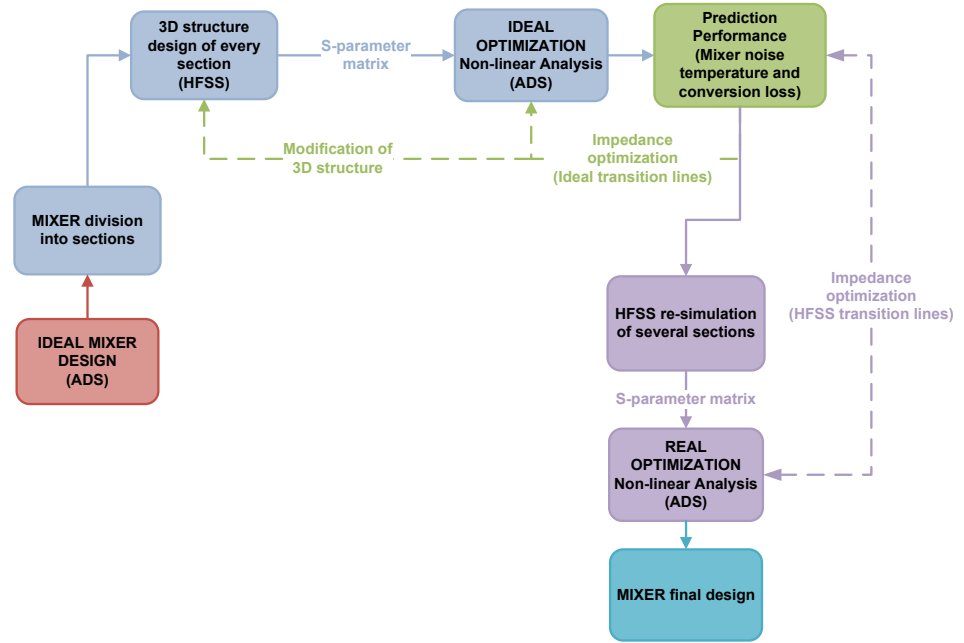 3D structure
design of every
section
(HFSS)
S-parameter
matrix
IDEAL
OPTIMIZATION
Non-linear Analysis
(ADS)
Prediction
Performance
(Mixer noise
temperature and
conversion loss)
Modification of
3D structure
Impedance
optimization
(Ideal transition lines)
MIXER division
into sections
IDEAL MIXER
DESIGN
(ADS)
HFSS re-simulation
of several sections
Impedance
optimization
(HFSS transition lines)
S-parameter matrix
REAL
OPTIMIZATION
Non-linear Analysis
(ADS)
MIXER final design